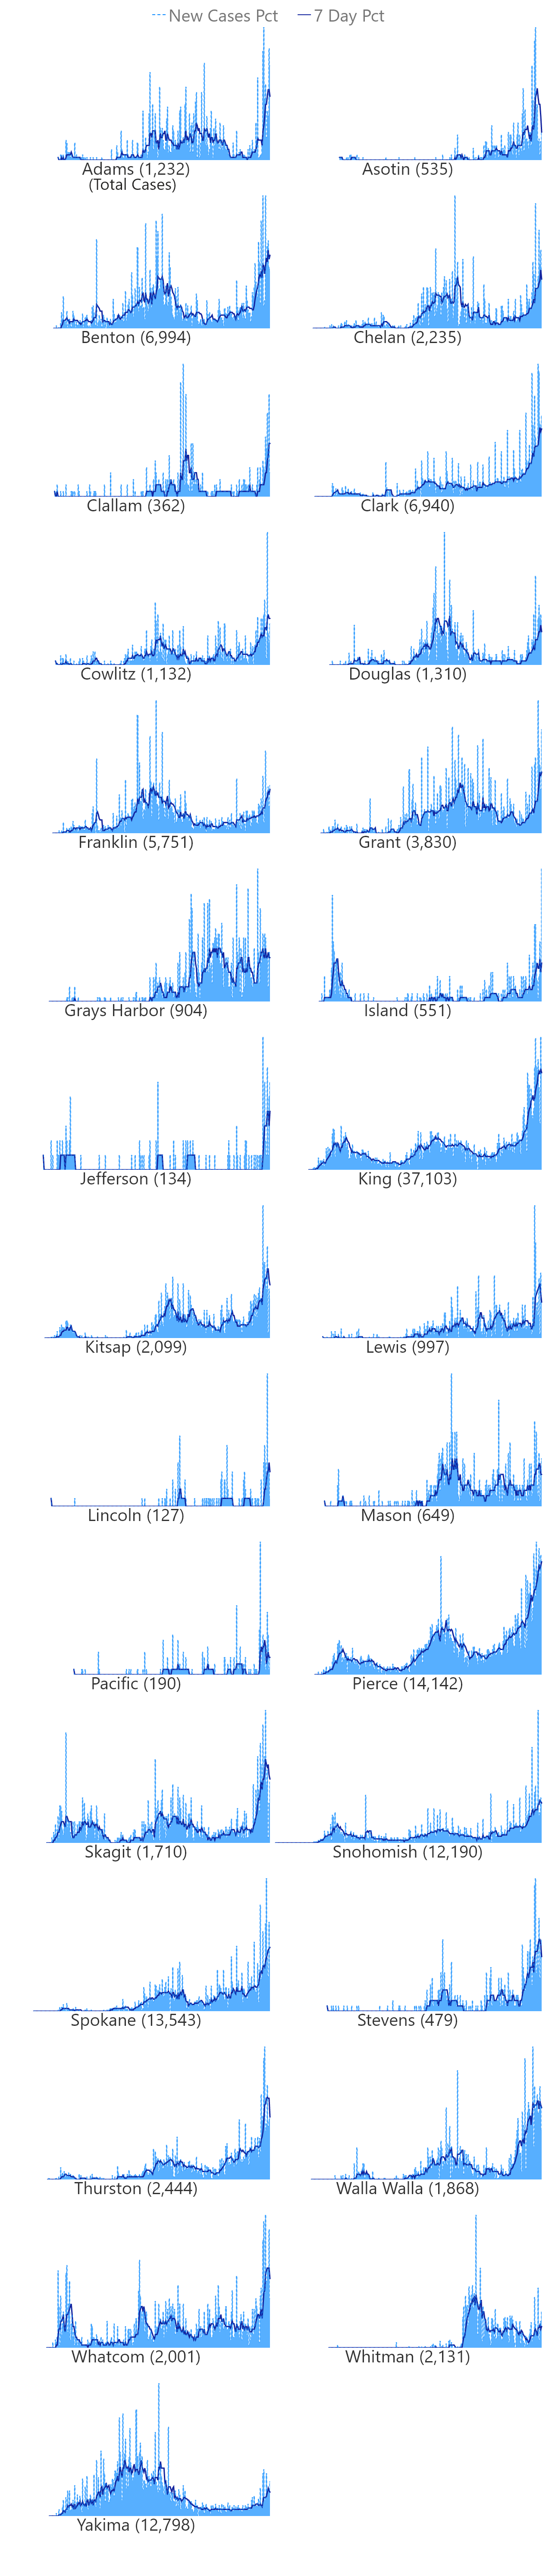 New Cases Pct 7 Day Pct
Adams (1,232)
(Total Cases)
Asotin (535)
Benton (6,994)
Chelan (2,235)
Clallam (362)
Clark (6,940)
Cowlitz (1,132)
Douglas (1,310)
Franklin (5,751)
Grant (3,830)
Grays Harbor (904)
Island (551)
Jefferson (134)
King (37,103)
Kitsap (2,099)
Lewis (997)
Lincoln (127)
Mason (649)
Pacific (190)
Pierce (14,142)
Skagit (1,710)
Snohomish (12,190)
Spokane (13,543)
Stevens (479)
Thurston (2,444)
Walla Walla (1,868)
Whatcom (2,001)
Whitman (2,131)
Yakima (12,798)